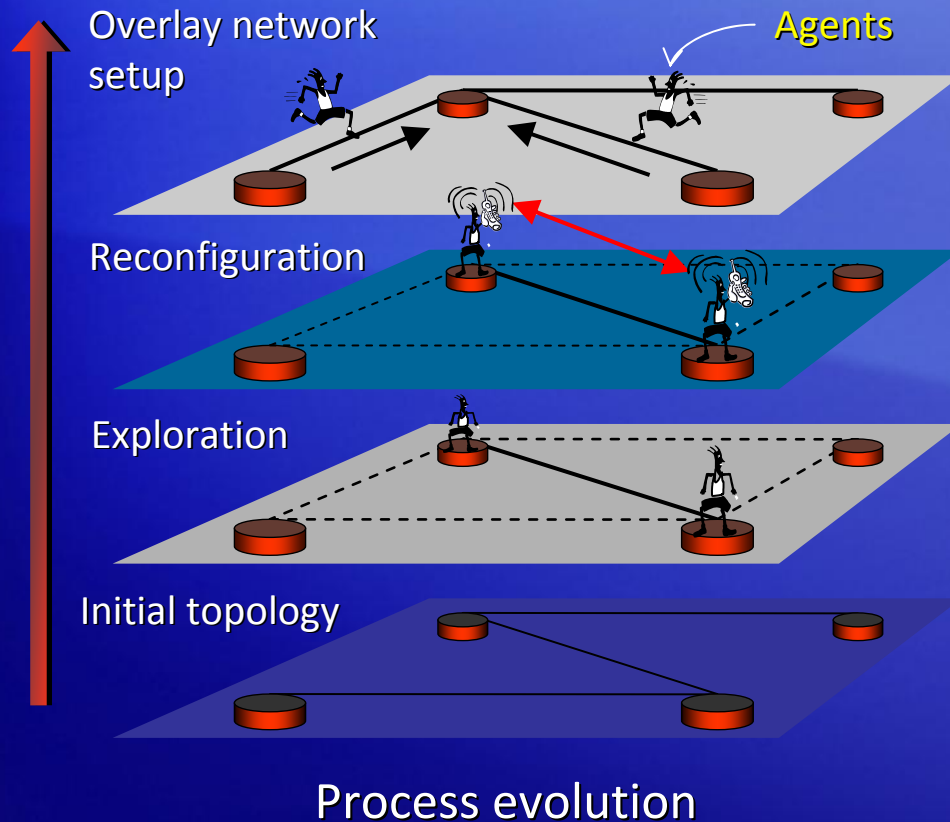 Overlay network
setup
Agents
Reconfiguration
Exploration
Initial topology
Process evolution